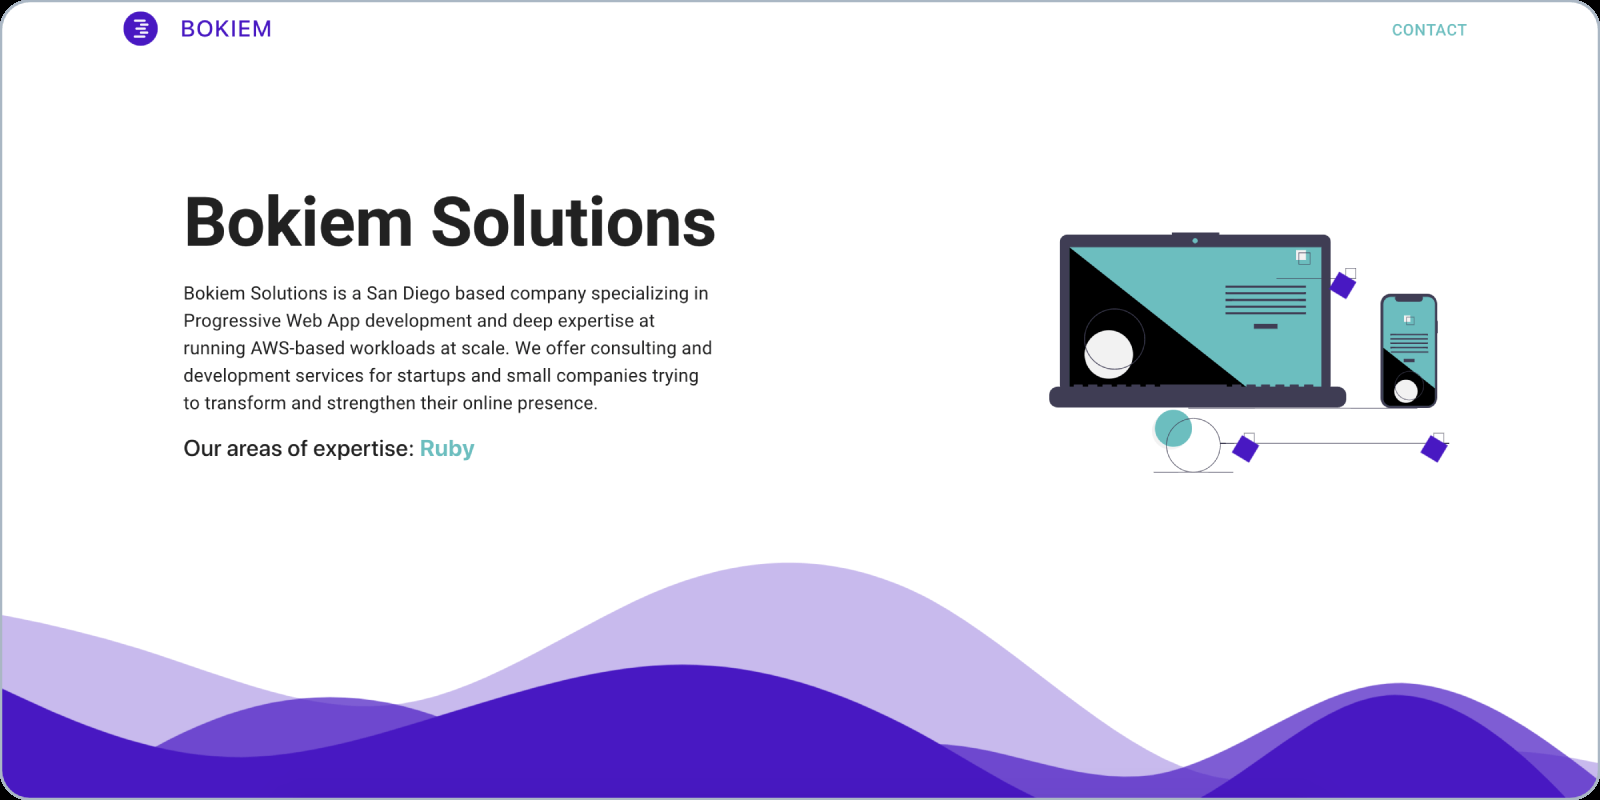 BOKIEM
CONTACT
Bokiem Solutions
Bokiem Solutions is a San Diego based company specializing in
Progressive Web App development and deep expertise at
running AWS-based workloads at scale. We offer consulting and
development services for startups and small companies trying
to transform and strengthen their online presence.
Our areas of expertise: Ruby